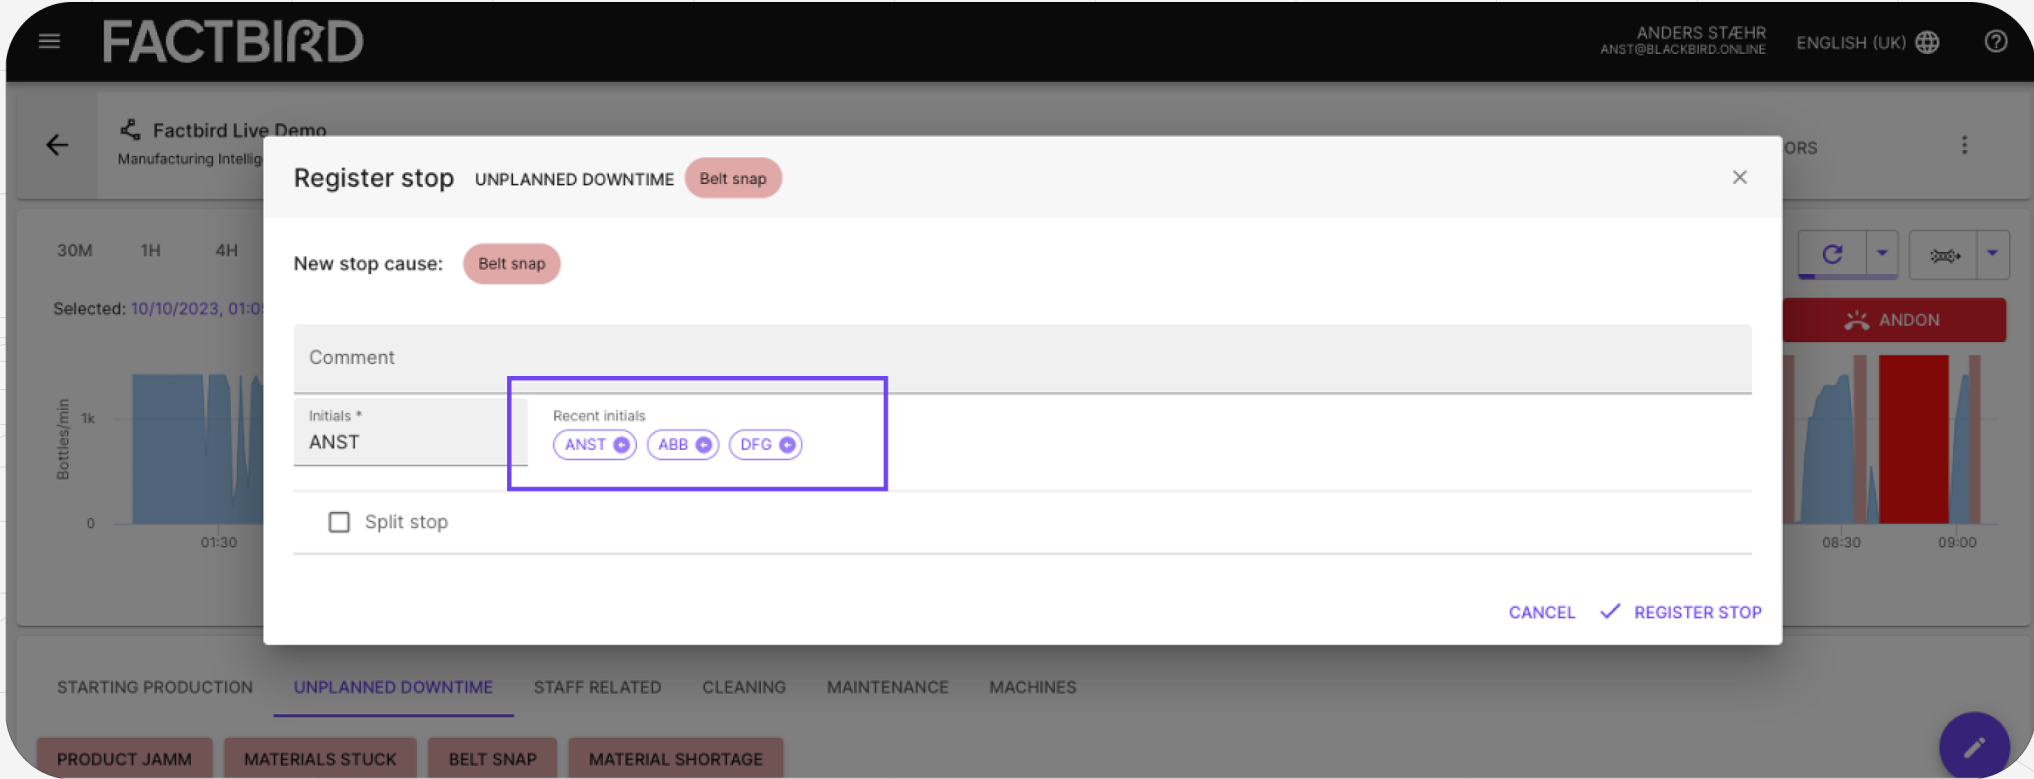 FACTBIRD
ANDERS STÆHR
ANST@BLACKBIRD.ONLINE
ENGLISH (UK)
Factbird Live Demo
Manufacturing Intellig
ORS
Register stop UNPLANNED DOWNTIME Belt snap
New stop cause: Belt snap
30M 1H 4H
Selected: 10/10/2023, 01:0
ANDON
Comment
Initials *
ANST
Recent initials
ANST ABB DFG
Split stop
CANCEL REGISTER STOP
Bottles/min
1k
0
01:30 08:30 09:00
STARTING PRODUCTION UNPLANNED DOWNTIME STAFF RELATED CLEANING MAINTENANCE MACHINES
PRODUCT JAMM MATERIALS STUCK BELT SNAP MATERIAL SHORTAGE